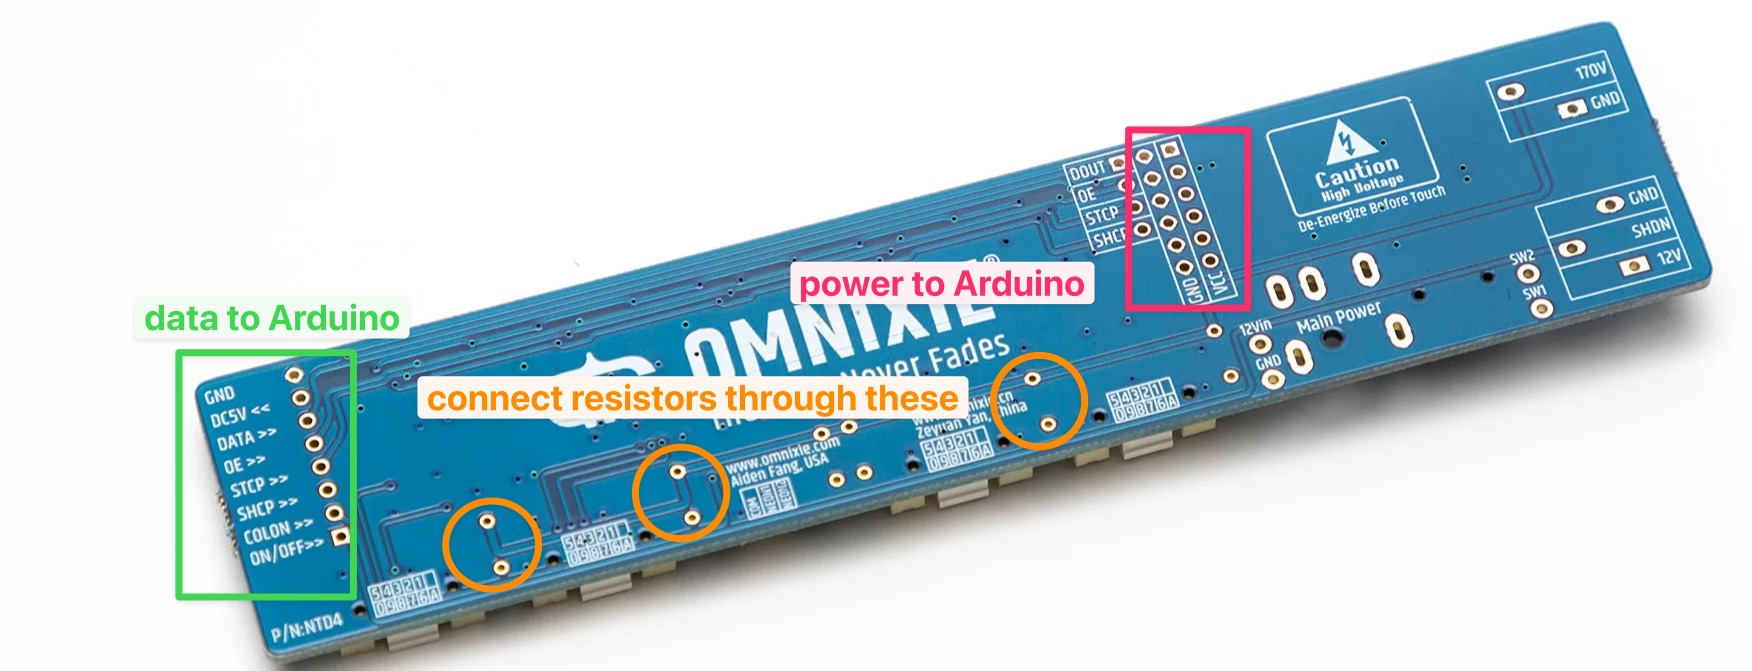 170V
GND
Caution
High Voltage
De-Energize Before Touch
GND
SHDN
12V
SW2
SW1
DOUT
OE
STCP
SHCP
GND
VCC
power to Arduino
OMNIXIE®
Never Fades
12Vin
GND
Main Power
data to Arduino
connect resistors through these
GND
DC5V <<
DATA >>
OE >>
STCP >>
SHCP >>
COLON >>
ON/OFF>>
54321
09876A
54321
09876A
www.omnixie.com
Aiden Fang, USA
Zeyuan Yan, China
54321
09876A
54321
09876A
P/N:NTD4